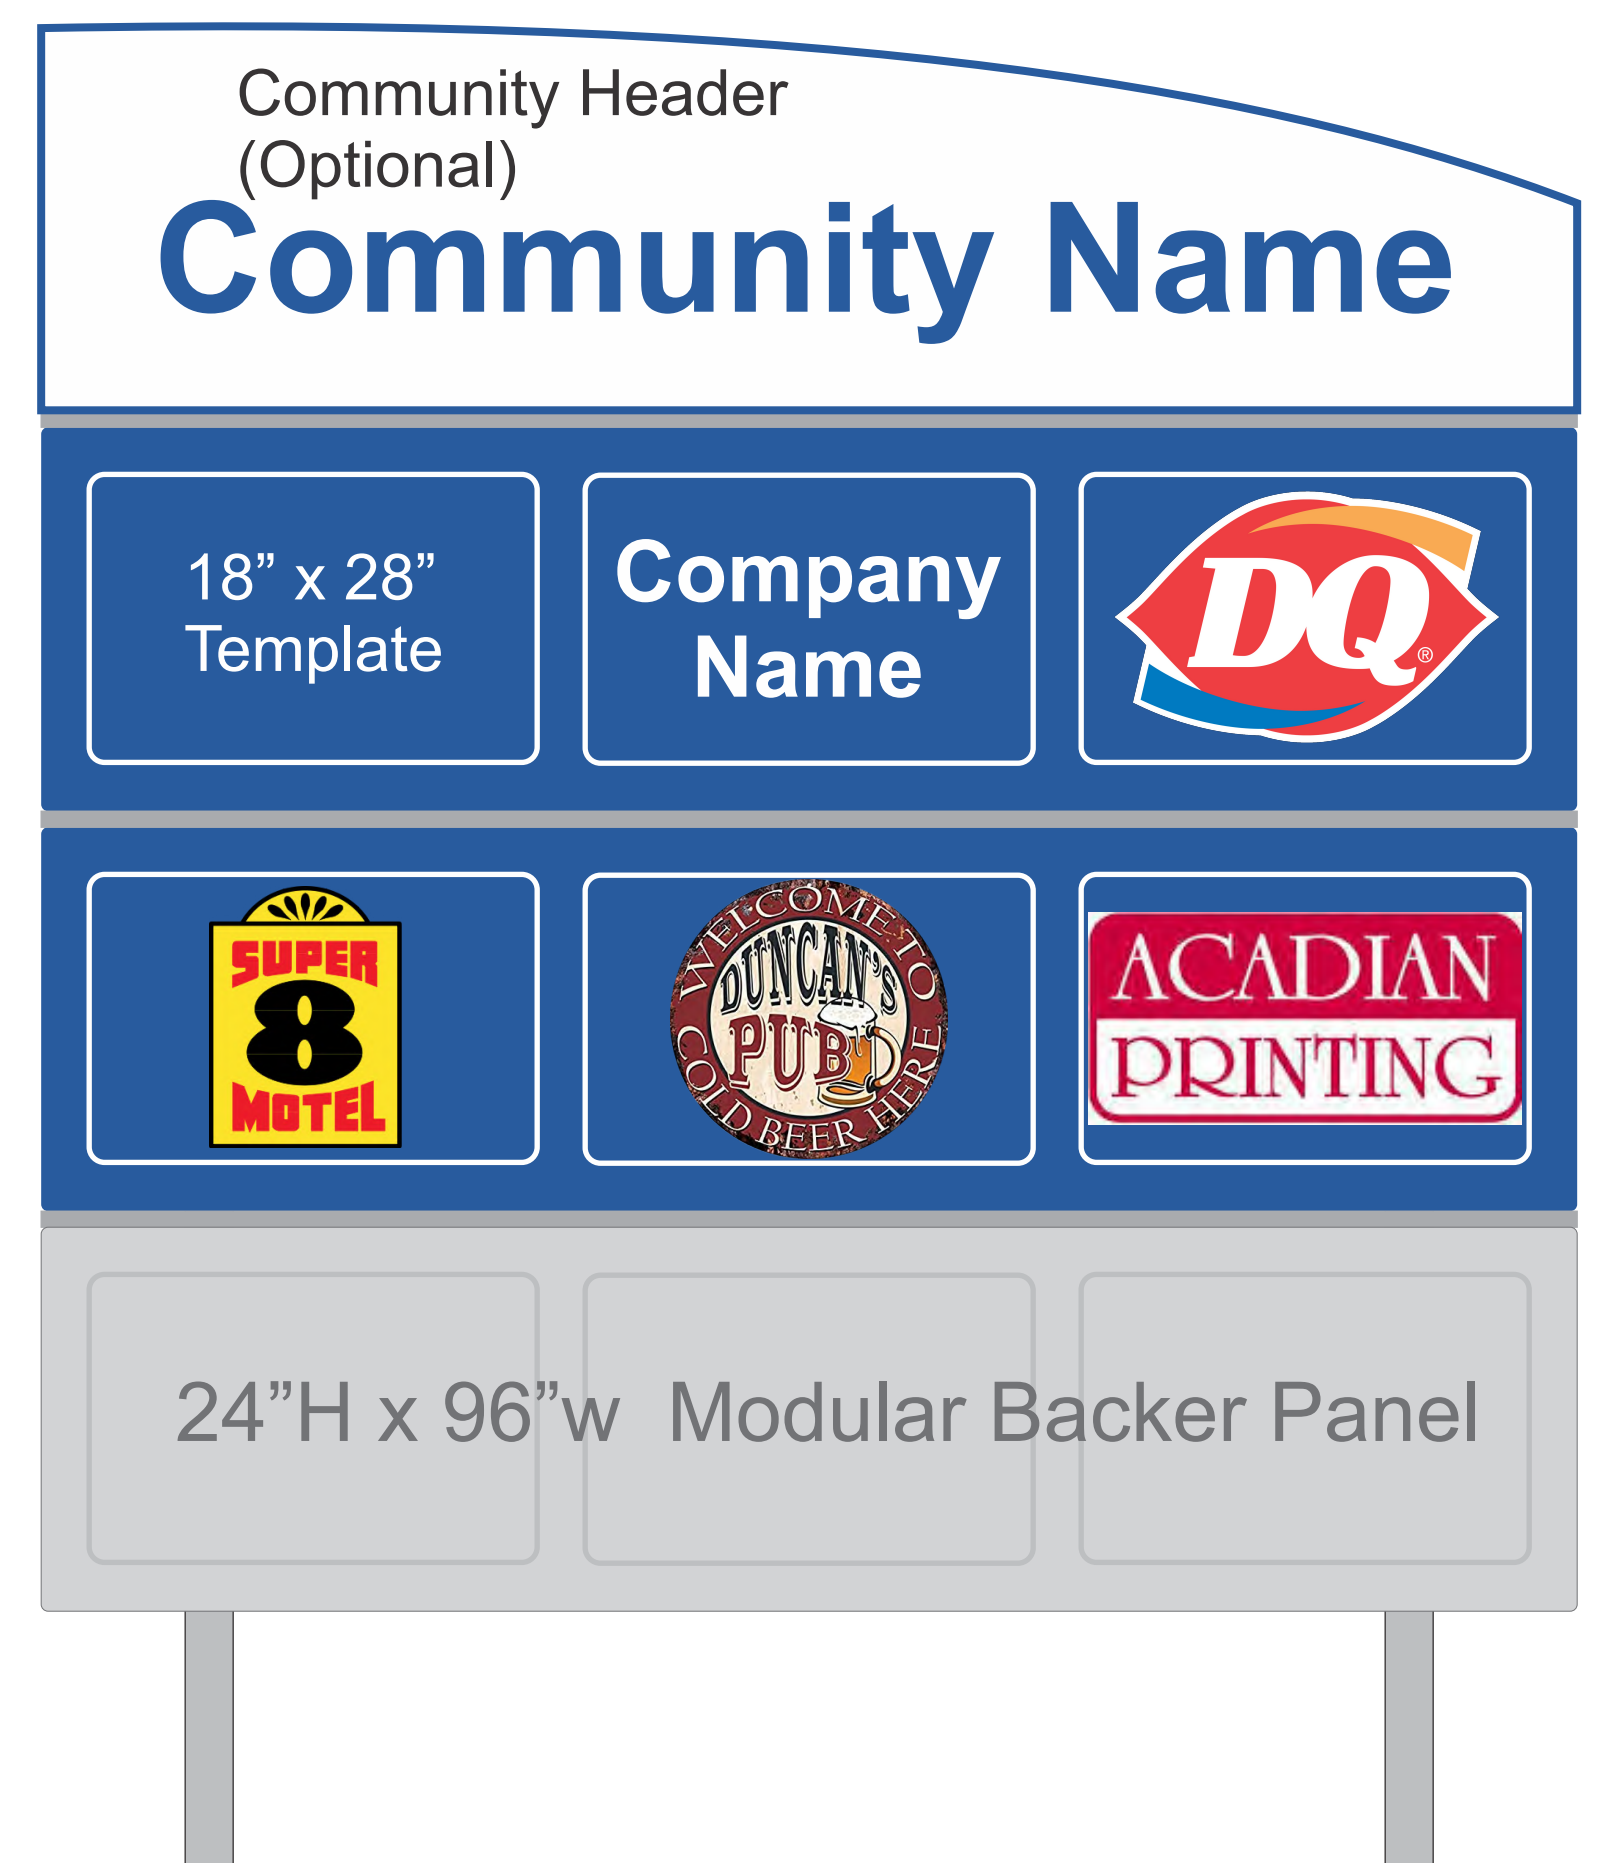 Community Header
(Optional)
Community Name
18” x 28”
Template
Company
Name
DQ®
SUPER
8
MOTEL
WELCOME TO
DUNCAN'S
PUB
COLD BEER HERE
ACADIAN
PRINTING
24”H x 96”w  Modular Backer Panel